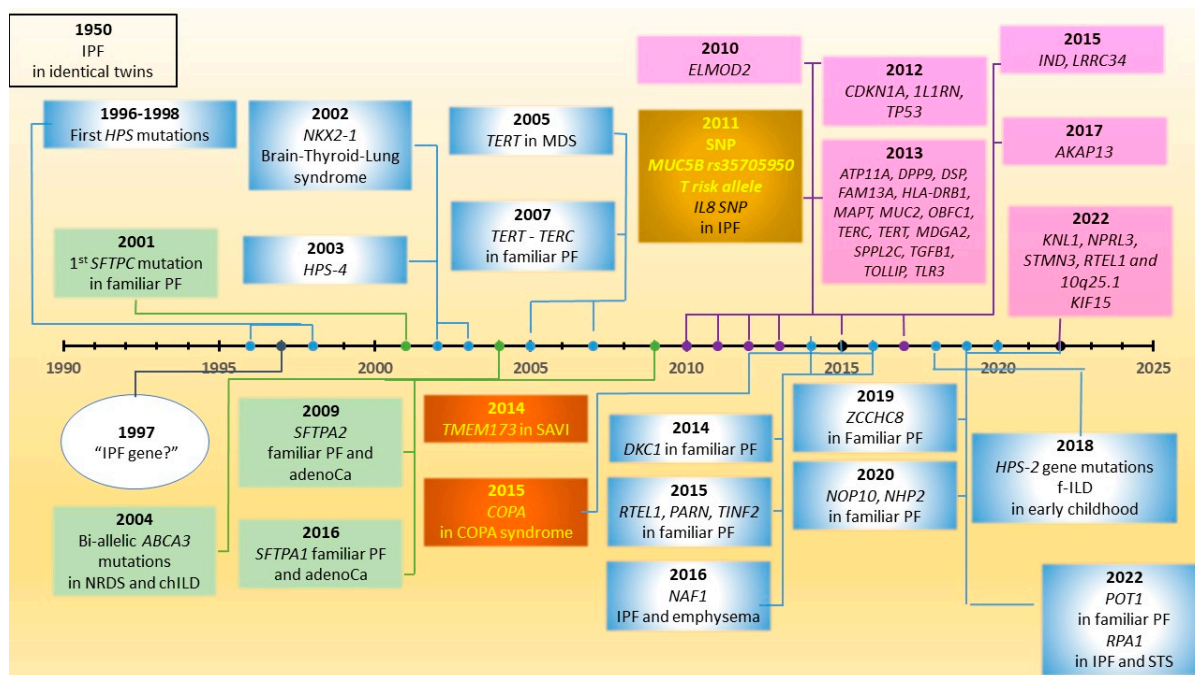 1950
IPF
in identical twins
1996-1998
First HPS mutations
2002
NKX2-1
Brain-Thyroid-Lung
syndrome
2005
TERT in MDS
2010
ELMOD2
2012
CDKN1A, 1L1RN,
TP53
2015
IND, LRRC34
2011
SNP
MUC5B rs35705950
T risk allele
IL8 SNP
in IPF
2017
AKAP13
2013
ATP11A, DPP9, DSP,
FAM13A, HLA-DRB1,
MAPT, MUC2, OBFC1,
TERC, TERT, MDGA2,
SPPL2C, TGFB1,
TOLLIP, TLR3
2001
1st SFTPC mutation
in familiar PF
2003
HPS-4
2007
TERT - TERC
in familiar PF
2022
KNL1, NPRL3,
STMN3, RTEL1 and
10q25.1
KIF15
1990
1995
2000
2005
2010
2015
2020
2025
1997
"IPF gene?"
2009
SFTPA2
familiar PF and
adenoCa
2014
TMEM173 in SAVI
2014
DKC1 in familiar PF
2019
ZCCHC8
in Familiar PF
2018
HPS-2 gene mutations
f-ILD
in early childhood
2004
Bi-allelic ABCA3
mutations
in NRDS and chILD
2016
SFTPA1 familiar PF
and adenoCa
2015
COPA
in COPA syndrome
2015
RTEL1, PARN, TINF2
in familiar PF
2020
NOP10, NHP2
in familiar PF
2016
NAF1
IPF and emphysema
2022
POT1
in familiar PF
RPA1
in IPF and STS